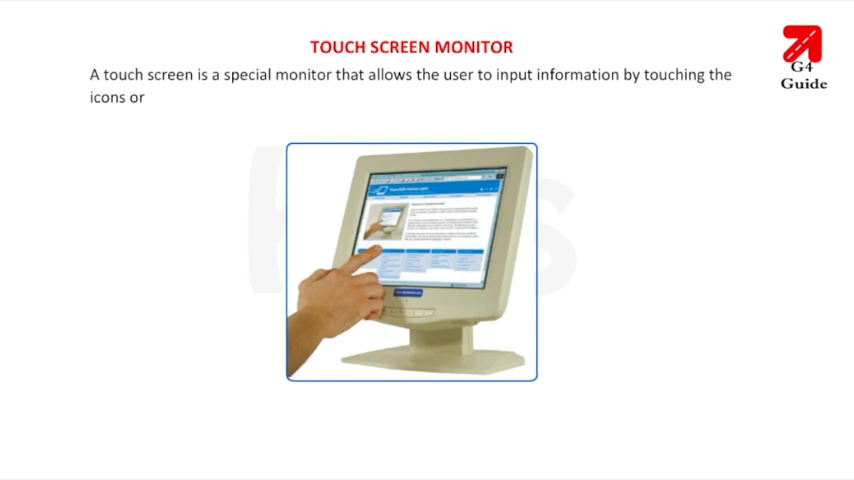 TOUCH SCREEN MONITOR
A touch screen is a special monitor that allows the user to input information by touching the
icons or
G4
Guide